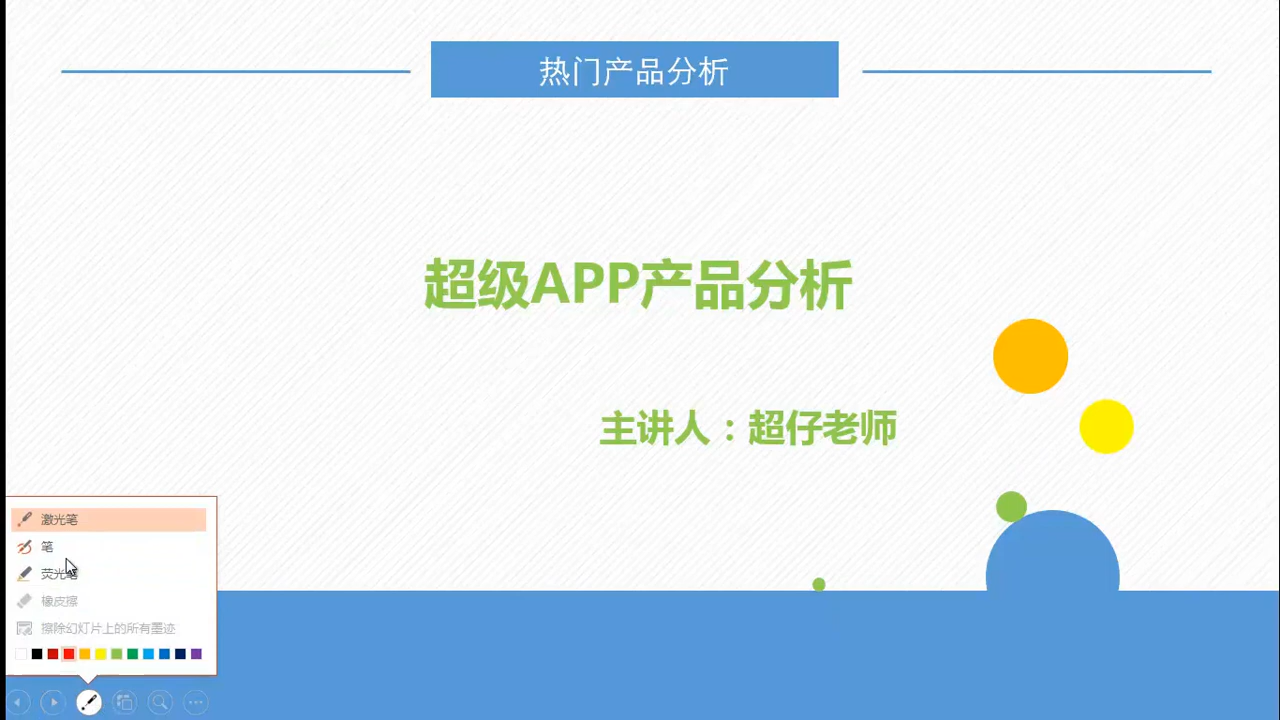 热门产品分析
超级APP产品分析
主讲人：超仔老师
激光笔
笔
荧光笔
橡皮擦
擦除幻灯片上的所有墨迹